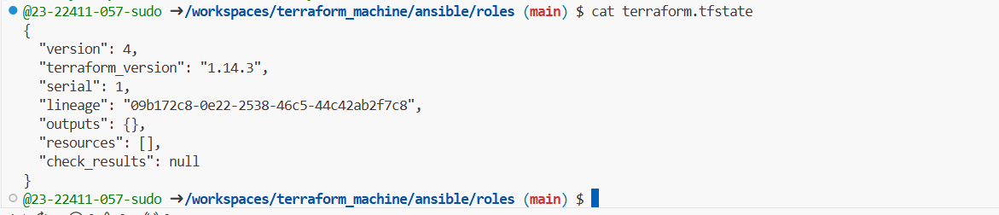 @23-22411-057-sudo ➜/workspaces/terraform_machine/ansible/roles (main) $ cat terraform.tfstate
{
  "version": 4,
  "terraform_version": "1.14.3",
  "serial": 1,
  "lineage": "09b172c8-0e22-2538-46c5-44c42ab2f7c8",
  "outputs": {},
  "resources": [],
  "check_results": null
}
@23-22411-057-sudo ➜/workspaces/terraform_machine/ansible/roles (main) $